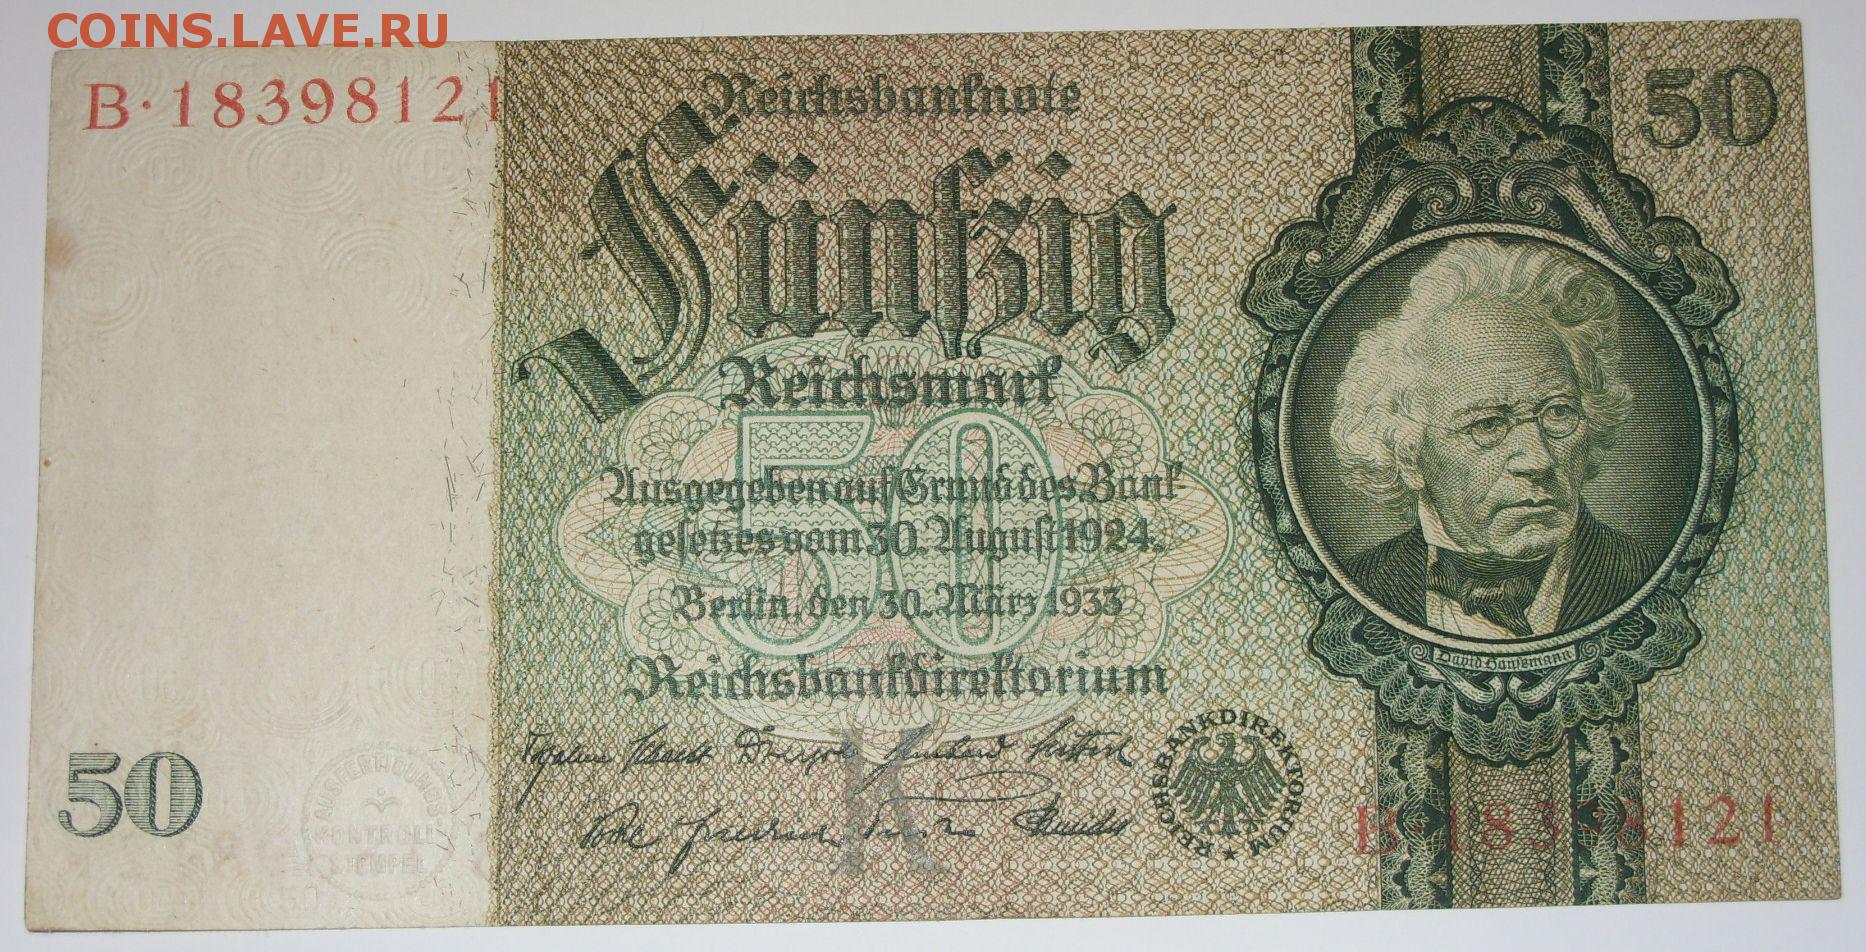 COINS.LAVE.RU
B·18398121
Reichsbanknote
50
Fünfzig
Reichsmark
50
Ausgegeben auf Grund des Bank-
gesetzes vom 30. August 1924.
Berlin, den 30. März 1933
Reichsbankdirektorium
David Hansemann
50
AUSFERTIGUNGS-
KONTROLL
STEMPEL
K
REICHSBANKDIREKTORIUM
B·18398121